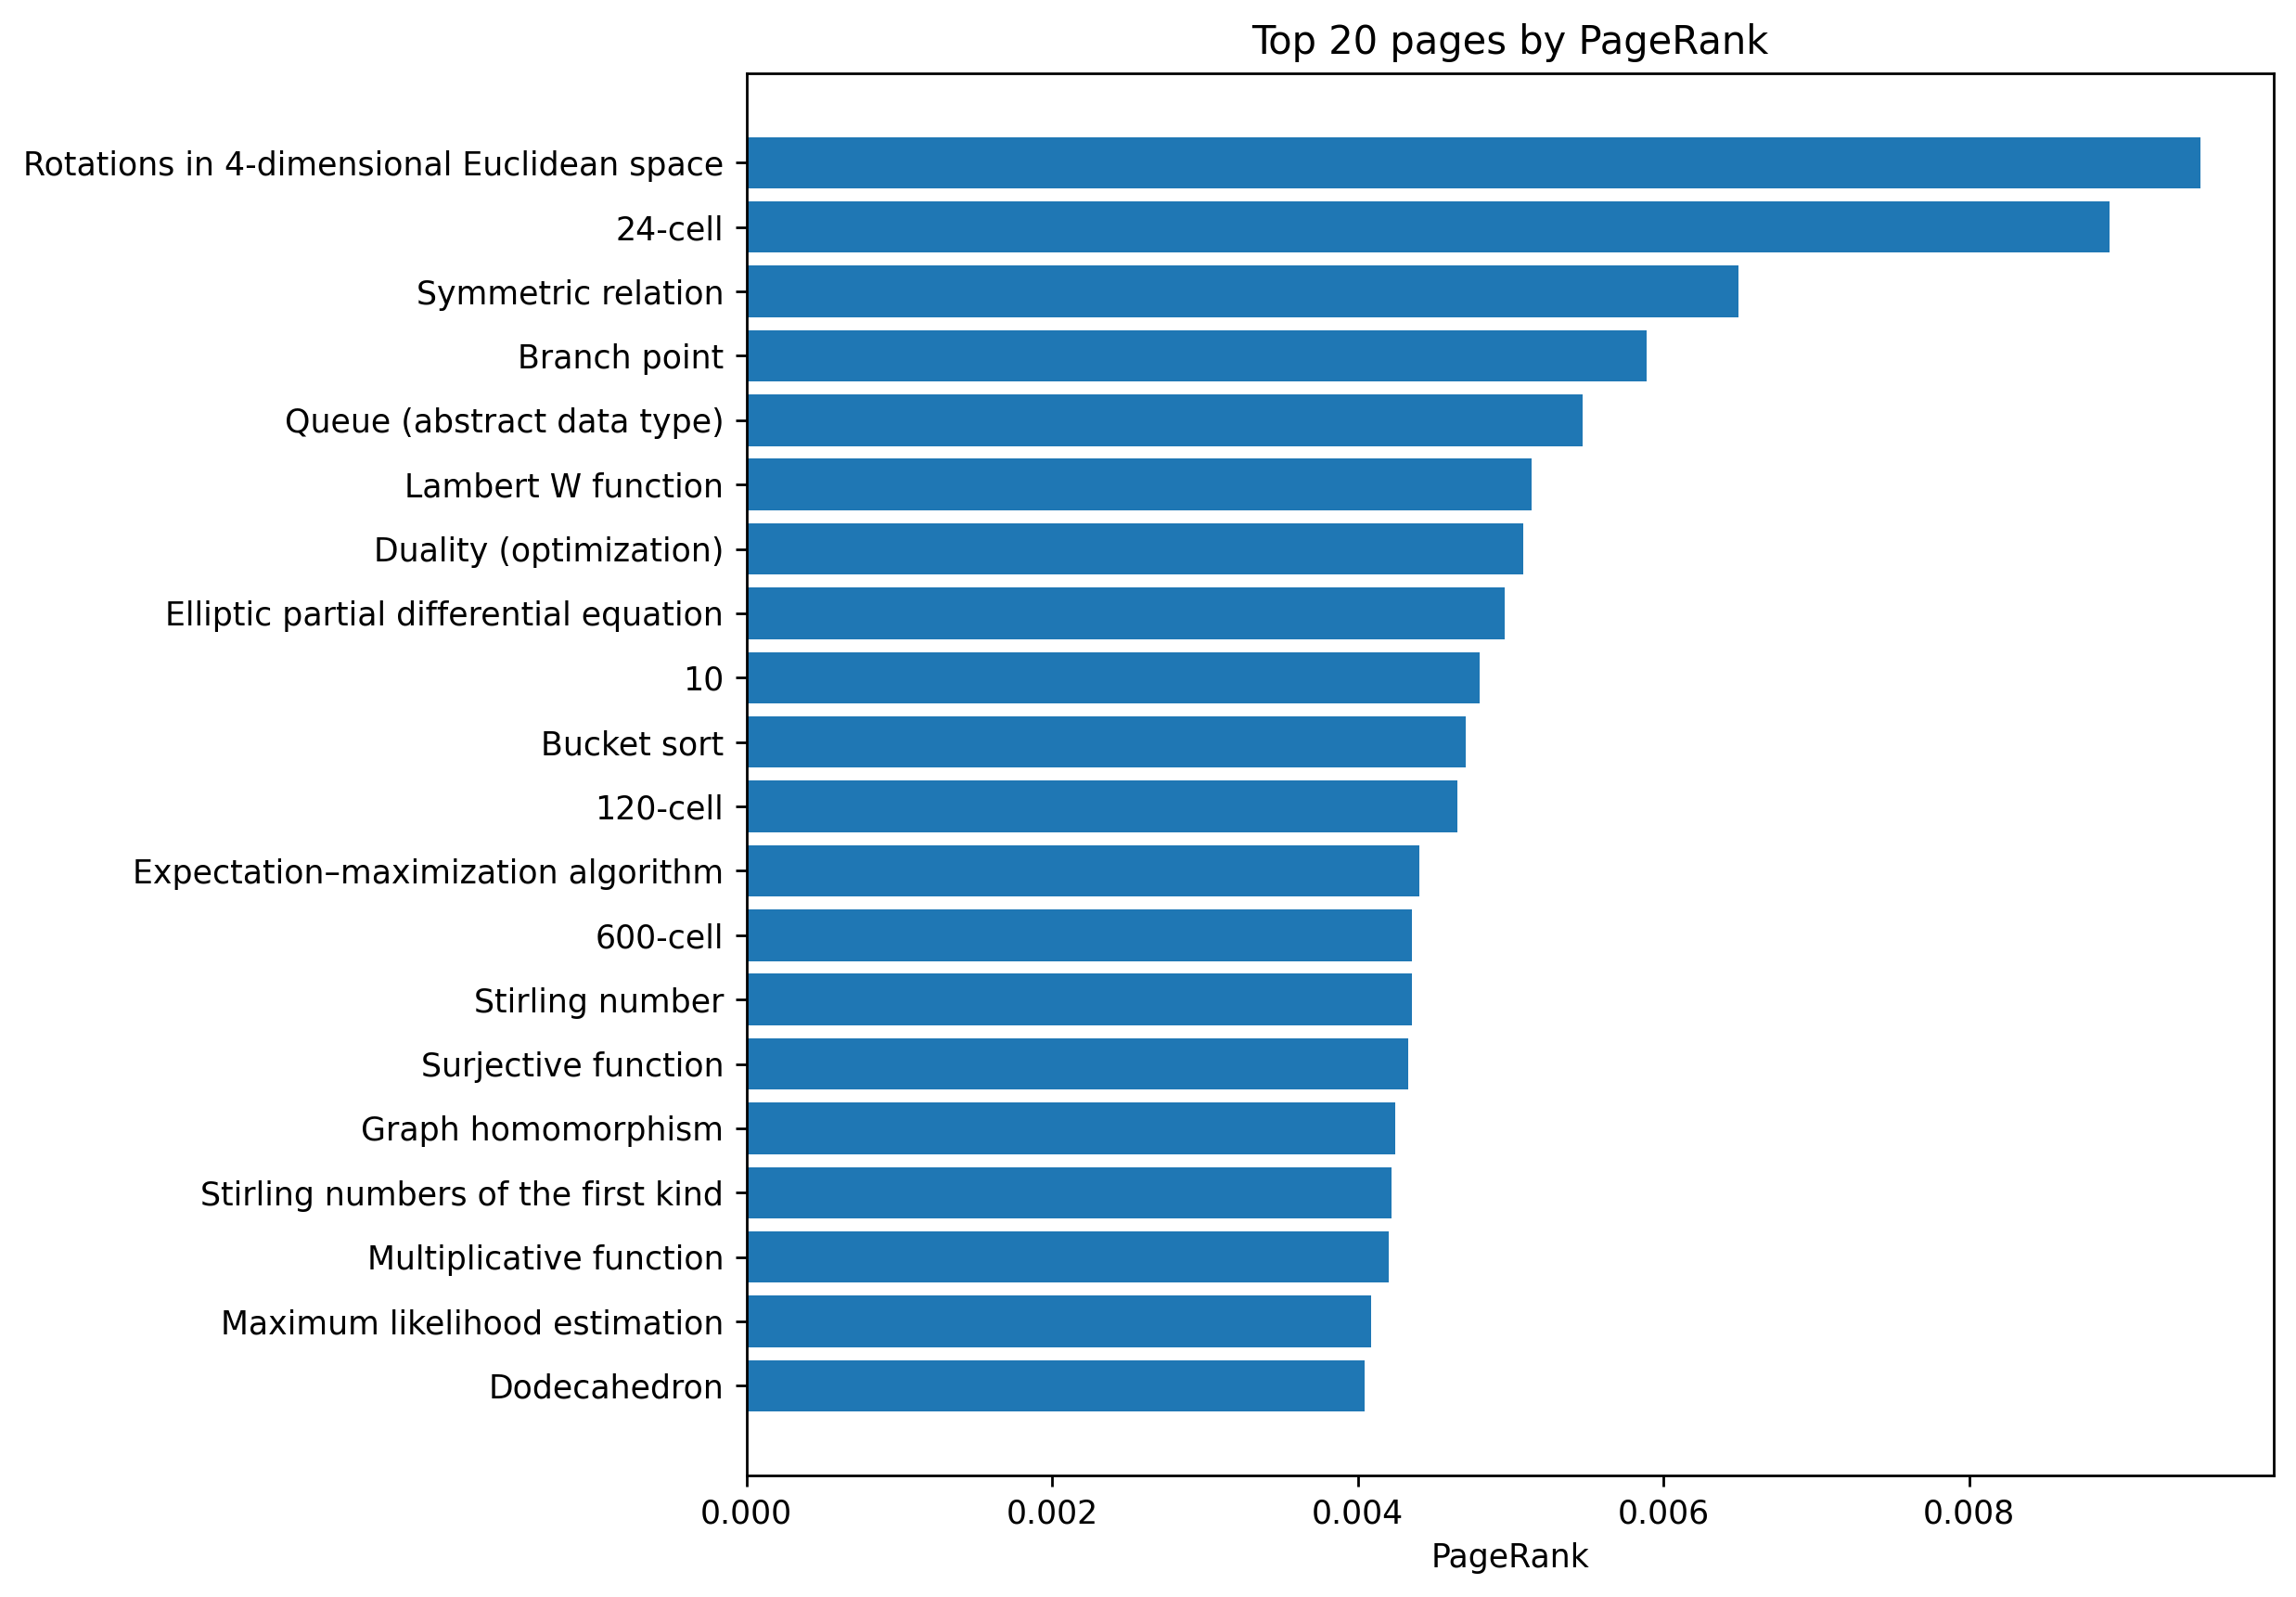 Top 20 pages by PageRank
Rotations in 4-dimensional Euclidean space
24-cell
Symmetric relation
Branch point
Queue (abstract data type)
Lambert W function
Duality (optimization)
Elliptic partial differential equation
10
Bucket sort
120-cell
Expectation–maximization algorithm
600-cell
Stirling number
Surjective function
Graph homomorphism
Stirling numbers of the first kind
Multiplicative function
Maximum likelihood estimation
Dodecahedron
0.000 0.002 0.004 0.006 0.008
PageRank